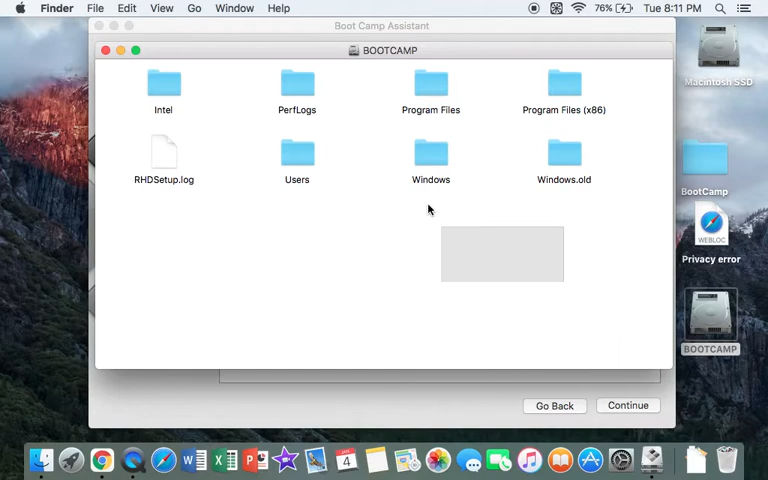 Finder File Edit View Go Window Help 76% Tue 8:11 PM
Boot Camp Assistant
BOOTCAMP
Intel PerfLogs Program Files Program Files (x86)
RHDSetup.log Users Windows Windows.old
Go Back Continue
Macintosh SSD
BootCamp
WEBLOC
Privacy error
BOOTCAMP
JAN
4